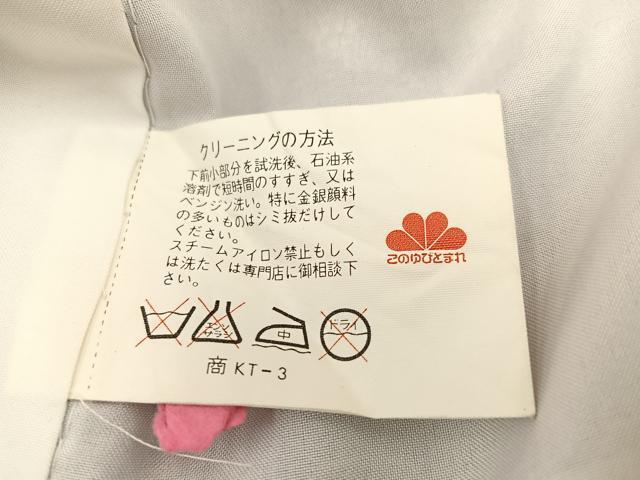 クリーニングの方法
下前小部分を試洗後、石油系
溶剤で短時間のすすぎ、又は
ベンジン洗い。特に金銀顔料
の多いものはシミ抜だけして
ください。
スチームアイロン禁止もしく
は洗たくは専門店に御相談下
さい。
このゆびとまれ
エンソ
サラシ
中
ドライ
商 KT-3